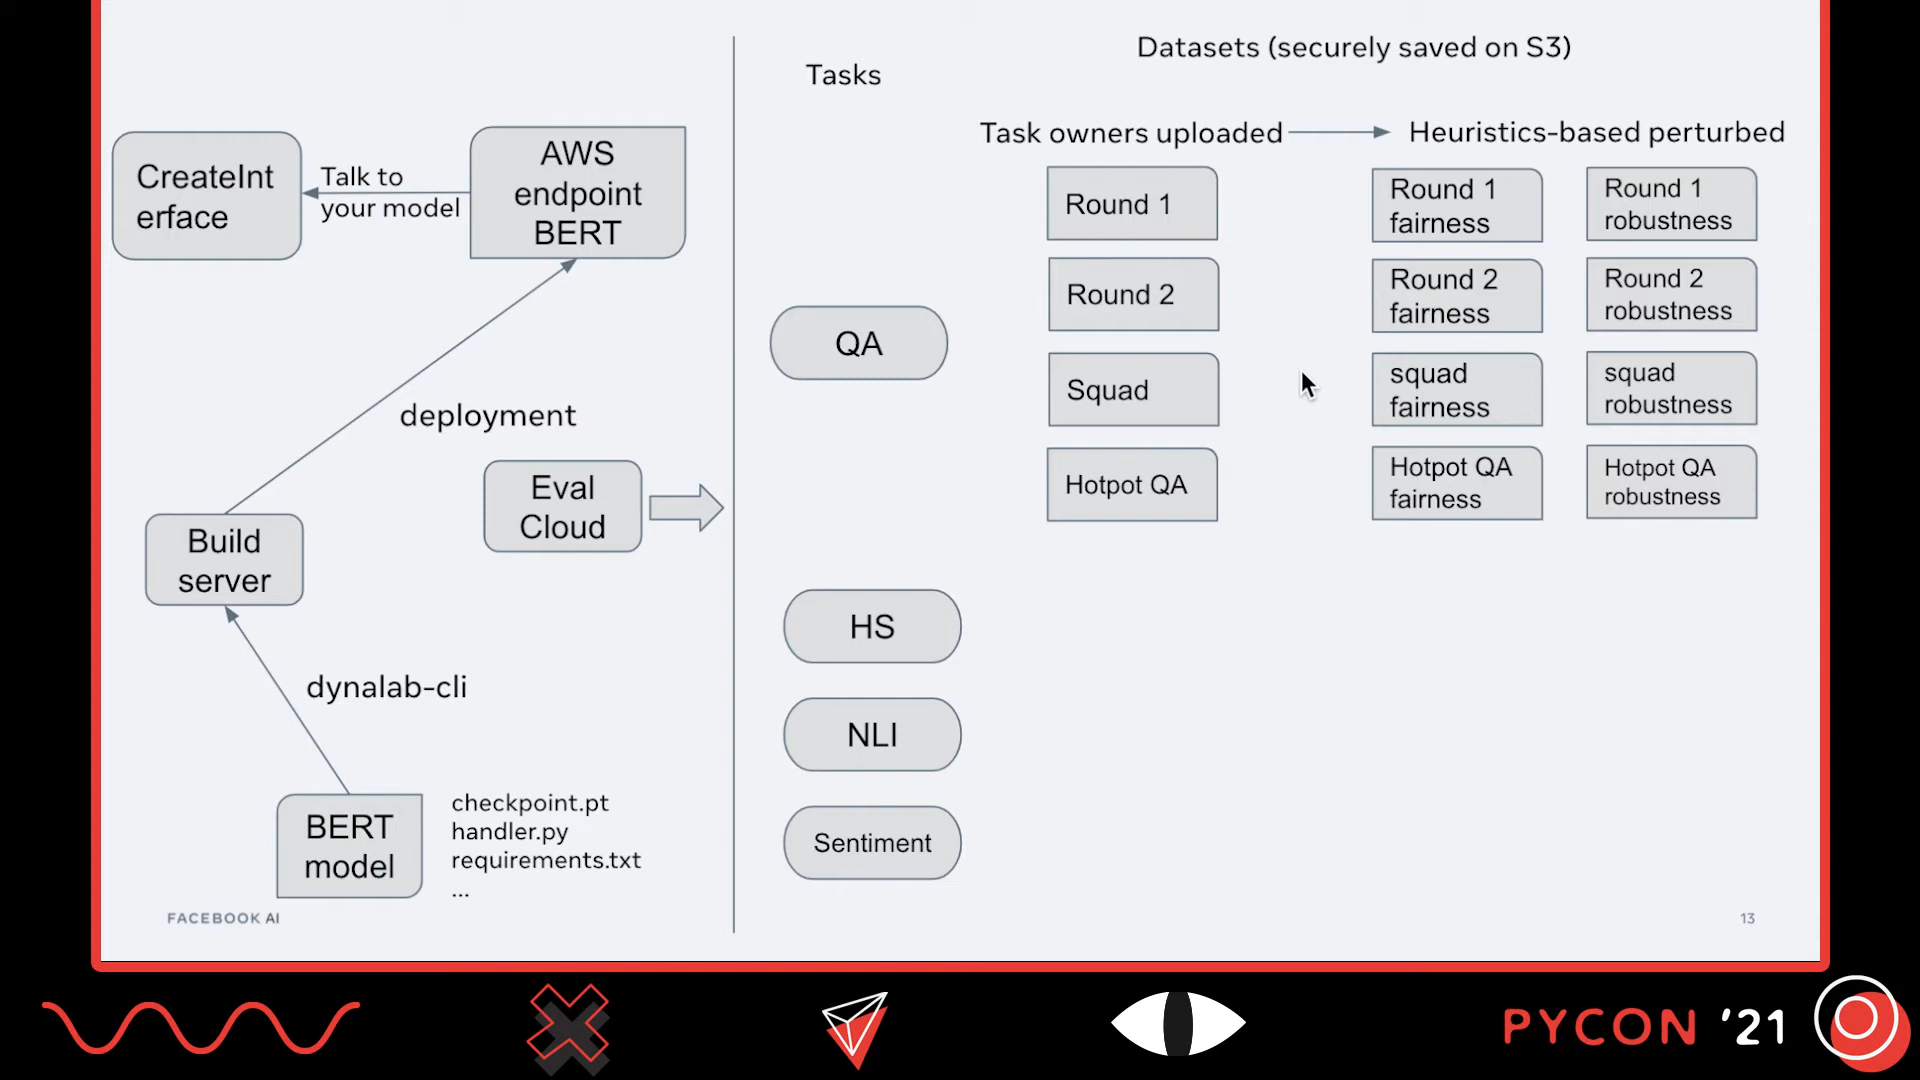 Datasets (securely saved on S3)
Tasks
Task owners uploaded
Heuristics-based perturbed
CreateInt
erface
Talk to
your model
AWS
endpoint
BERT
Round 1
Round 1
fairness
Round 1
robustness
Round 2
Round 2
fairness
Round 2
robustness
QA
Squad
squad
fairness
squad
robustness
deployment
Hotpot QA
Hotpot QA
fairness
Hotpot QA
robustness
Eval
Cloud
Build
server
HS
dynalab-cli
NLI
BERT
model
checkpoint.pt
handler.py
requirements.txt
...
Sentiment
FACEBOOK AI
13
PYCON '21